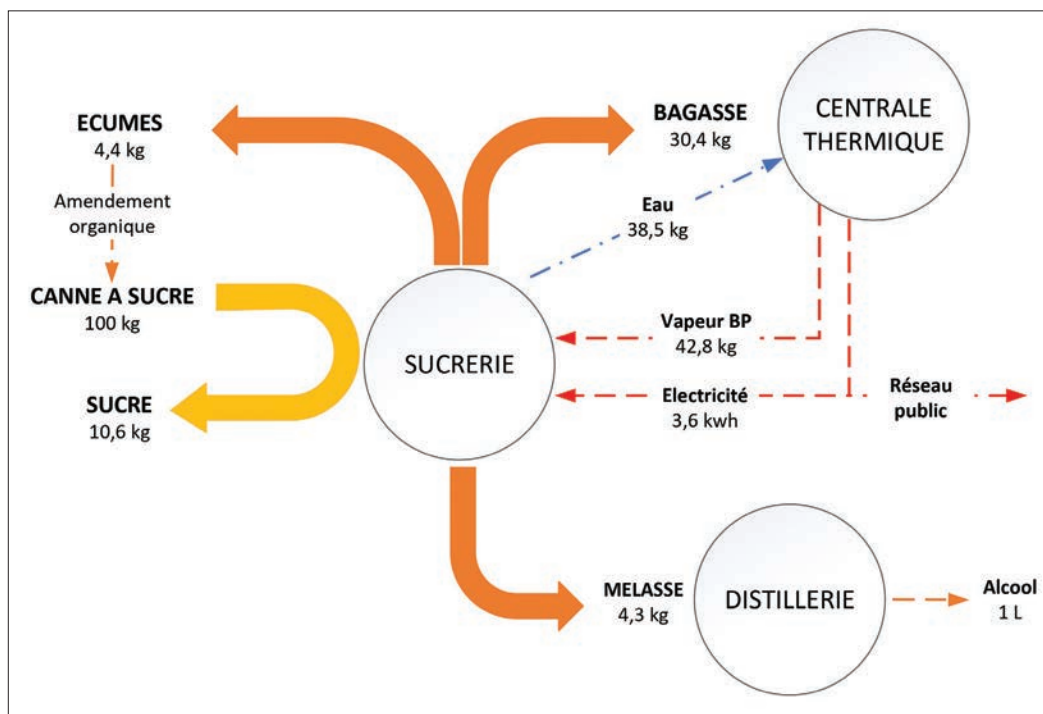 ECUMES
4,4 kg
Amendement
organique
CANNE A SUCRE
100 kg
SUCRE
10,6 kg
SUCRERIE
BAGASSE
30,4 kg
CENTRALE
THERMIQUE
Eau
38,5 kg
Vapeur BP
42,8 kg
Electricité
3,6 kwh
Réseau
public
MELASSE
4,3 kg
DISTILLERIE
Alcool
1 L